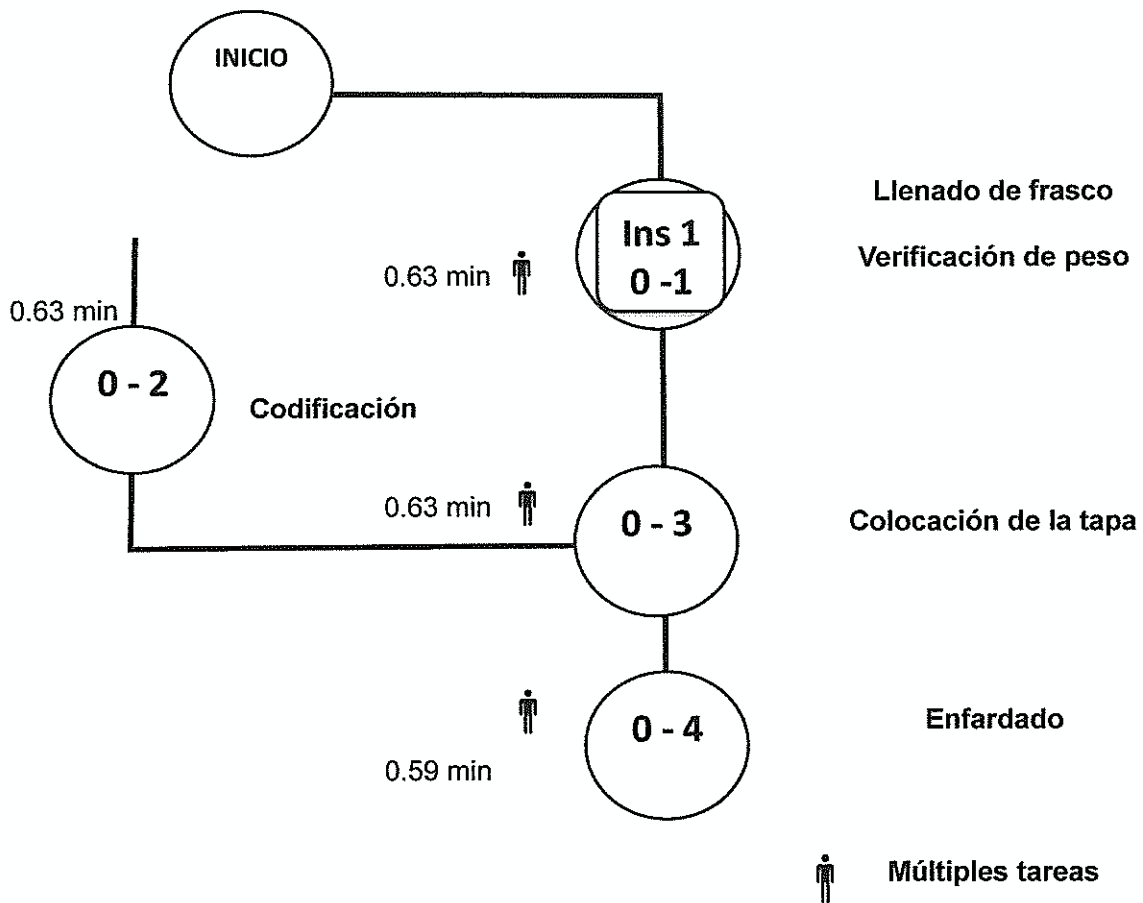 INICIO
Llenado de frasco
Ins 1
0.63 min
0 -1
Verificación de peso
0.63 min
0 - 2
Codificación
0.63 min
0 - 3
Colocación de la tapa
0 - 4
Enfardado
0.59 min
Múltiples tareas